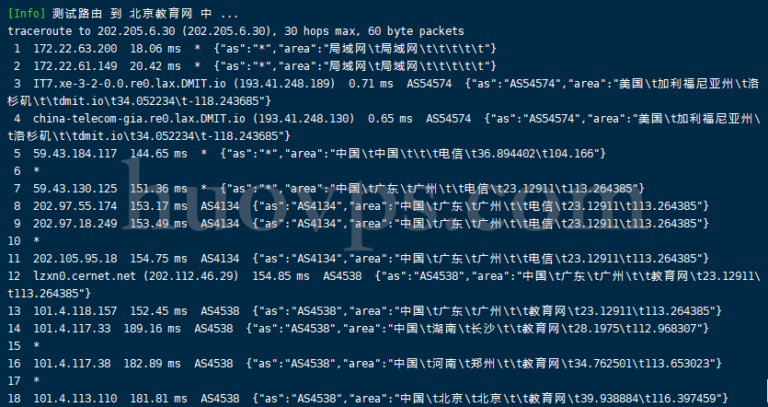 [Info] 测试路由 到 北京教育网 中 ...
traceroute to 202.205.6.30 (202.205.6.30), 30 hops max, 60 byte packets
1 172.22.63.200 18.06 ms * {"as":"*","area":"局域网\t局域网\t\t\t\t\t"}
2 172.22.61.149 20.42 ms * {"as":"*","area":"局域网\t局域网\t\t\t\t\t"}
3 IT7.xe-3-2-0.0.re0.lax.DMIT.io (193.41.248.189) 0.71 ms AS54574 {"as":"AS54574","area":"美国\t加利福尼亚州\t洛
杉矶\t\tdmit.io\t34.052234\t-118.243685"}
4 china-telecom-gia.re0.lax.DMIT.io (193.41.248.130) 0.65 ms AS54574 {"as":"AS54574","area":"美国\t加利福尼亚州\
t洛杉矶\t\tdmit.io\t34.052234\t-118.243685"}
5 59.43.184.117 144.65 ms * {"as":"*","area":"中国\t中国\t\t\t电信\t36.894402\t104.166"}
6 *
7 59.43.130.125 151.36 ms * {"as":"*","area":"中国\t广东\t广州\t\t电信\t23.12911\t113.264385"}
8 202.97.55.174 153.17 ms AS4134 {"as":"AS4134","area":"中国\t广东\t广州\t\t电信\t23.12911\t113.264385"}
9 202.97.18.249 153.49 ms AS4134 {"as":"AS4134","area":"中国\t广东\t广州\t\t电信\t23.12911\t113.264385"}
10 *
11 202.105.95.18 154.75 ms AS4134 {"as":"AS4134","area":"中国\t广东\t广州\t\t电信\t23.12911\t113.264385"}
12 lzxn0.cernet.net (202.112.46.29) 154.85 ms AS4538 {"as":"AS4538","area":"中国\t广东\t广州\t\t教育网\t23.12911\
t113.264385"}
13 101.4.118.157 152.45 ms AS4538 {"as":"AS4538","area":"中国\t广东\t广州\t\t教育网\t23.12911\t113.264385"}
14 101.4.117.33 189.16 ms AS4538 {"as":"AS4538","area":"中国\t湖南\t长沙\t\t教育网\t28.1975\t112.968307"}
15 *
16 101.4.117.38 182.89 ms AS4538 {"as":"AS4538","area":"中国\t河南\t郑州\t\t教育网\t34.762501\t113.653023"}
17 *
18 101.4.113.110 181.81 ms AS4538 {"as":"AS4538","area":"中国\t北京\t北京\t\t教育网\t39.938884\t116.397459"}
huovps.com